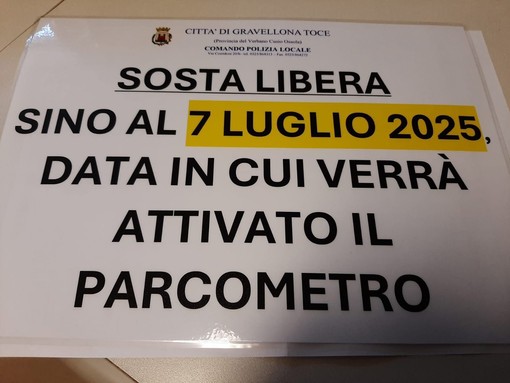 CITTA' DI GRAVELLONA TOCE
(Provincia del Verbano Cusio Ossola)
COMANDO POLIZIA LOCALE
SOSTA LIBERA
SINO AL 7 LUGLIO 2025,
DATA IN CUI VERRÀ
ATTIVATO IL
PARCOMETRO